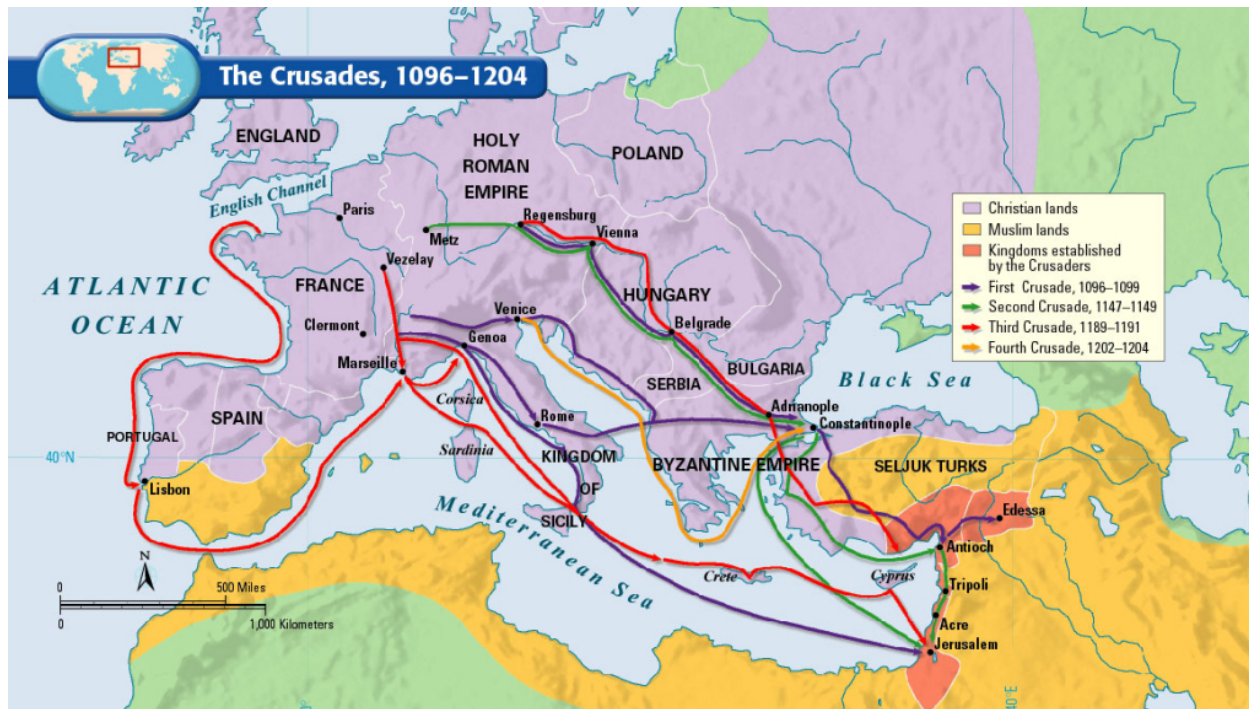 The Crusades, 1096–1204
ENGLAND
English Channel
HOLY
ROMAN
EMPIRE
POLAND
Paris
Metz
Regensburg
Vienna
Vezelay
ATLANTIC
OCEAN
FRANCE
Clermont
Marseille
Venice
Genoa
HUNGARY
Belgrade
Christian lands
Muslim lands
Kingdoms established
by the Crusaders
First Crusade, 1096–1099
Second Crusade, 1147–1149
Third Crusade, 1189–1191
Fourth Crusade, 1202–1204
SERBIA
BULGARIA
Black Sea
Corsica
Sardinia
Rome
Adrianople
Constantinople
SPAIN
PORTUGAL
40°N
Lisbon
KINGDOM
OF
SICILY
BYZANTINE EMPIRE
SELJUK TURKS
Mediterranean Sea
Edessa
Antioch
Crete
Cyprus
Tripoli
Acre
Jerusalem
N
0 500 Miles
0 1,000 Kilometers
40°E